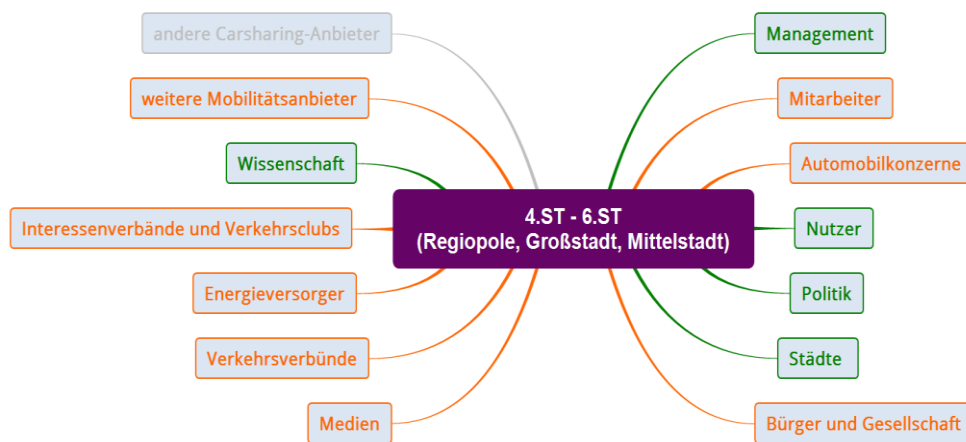 andere Carsharing-Anbieter
weitere Mobilitätsanbieter
Wissenschaft
Interessenverbände und Verkehrsclubs
Energieversorger
Verkehrsverbünde
Medien
4.ST - 6.ST
(Regiopole, Großstadt, Mittelstadt)
Management
Mitarbeiter
Automobilkonzerne
Nutzer
Politik
Städte
Bürger und Gesellschaft